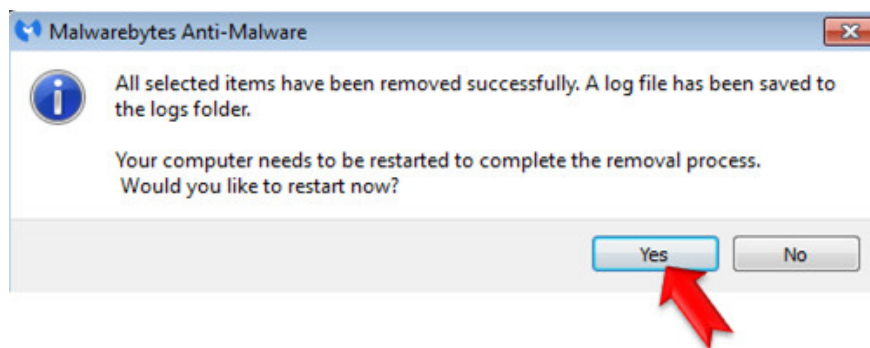 Malwarebytes Anti-Malware
All selected items have been removed successfully. A log file has been saved to
the logs folder.
Your computer needs to be restarted to complete the removal process.
Would you like to restart now?
Yes
No